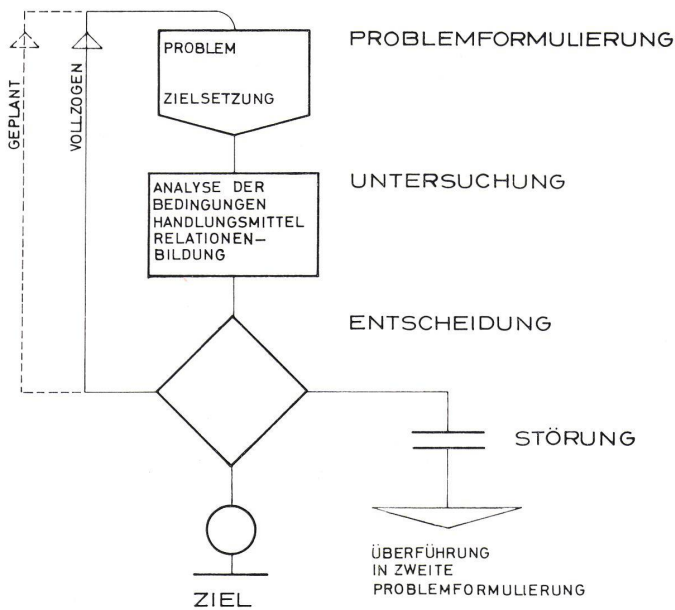 PROBLEMFORMULIERUNG
PROBLEM
ZIELSETZUNG
GEPLANT
VOLLZOGEN
UNTERSUCHUNG
ANALYSE DER
BEDINGUNGEN
HANDLUNGSMITTEL
RELATIONEN—
BILDUNG
ENTSCHEIDUNG
STÖRUNG
ÜBERFÜHRUNG
IN ZWEITE
PROBLEMFORMULIERUNG
ZIEL